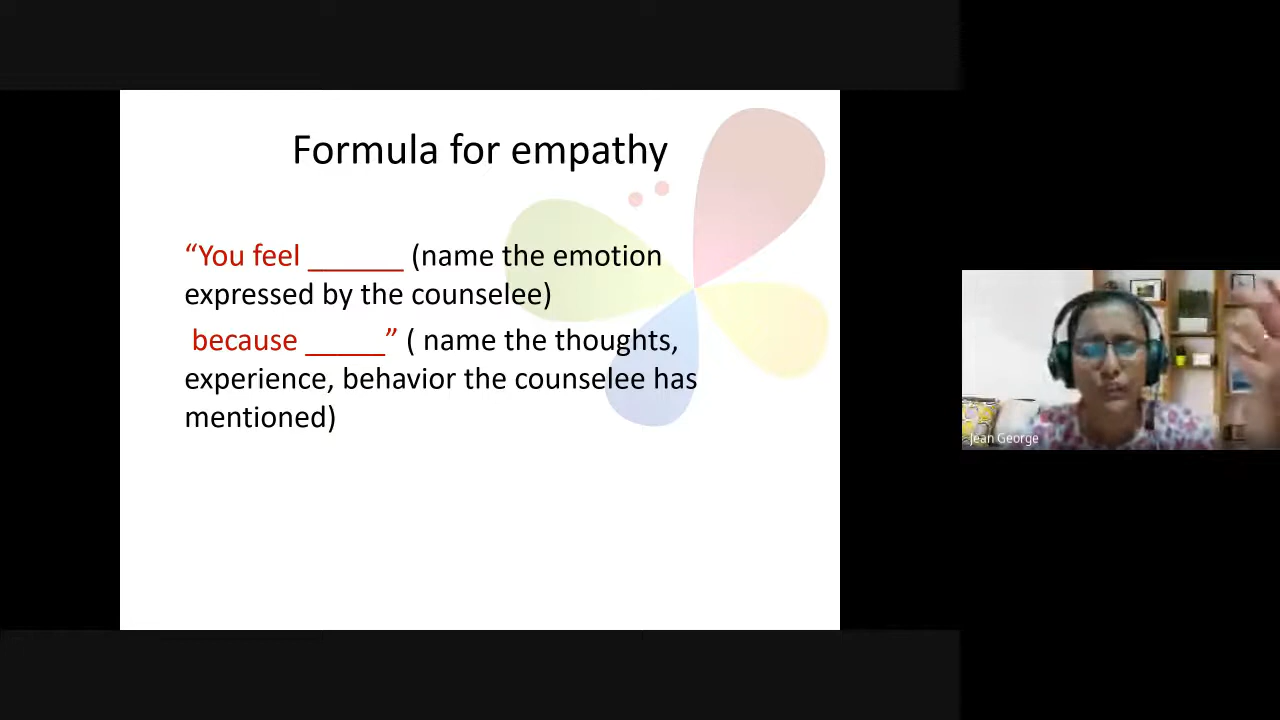 Formula for empathy
“You feel ______ (name the emotion
expressed by the counselee)
because _____” ( name the thoughts,
experience, behavior the counselee has
mentioned)
Jean George